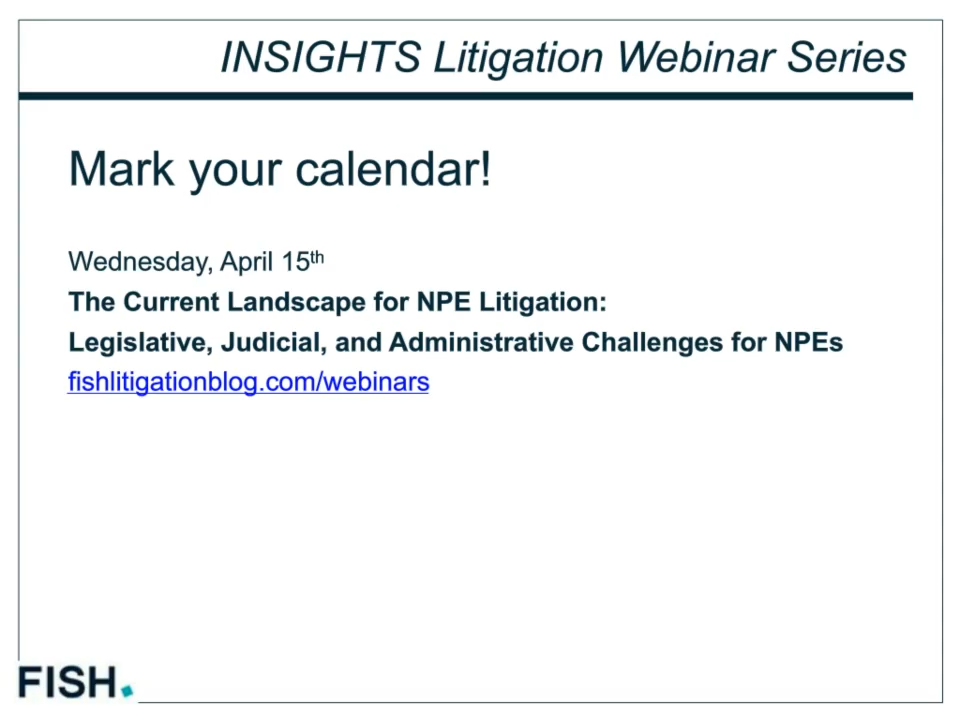 INSIGHTS Litigation Webinar Series
Mark your calendar!
Wednesday, April 15th
The Current Landscape for NPE Litigation:
Legislative, Judicial, and Administrative Challenges for NPEs
fishlitigationblog.com/webinars
FISH.